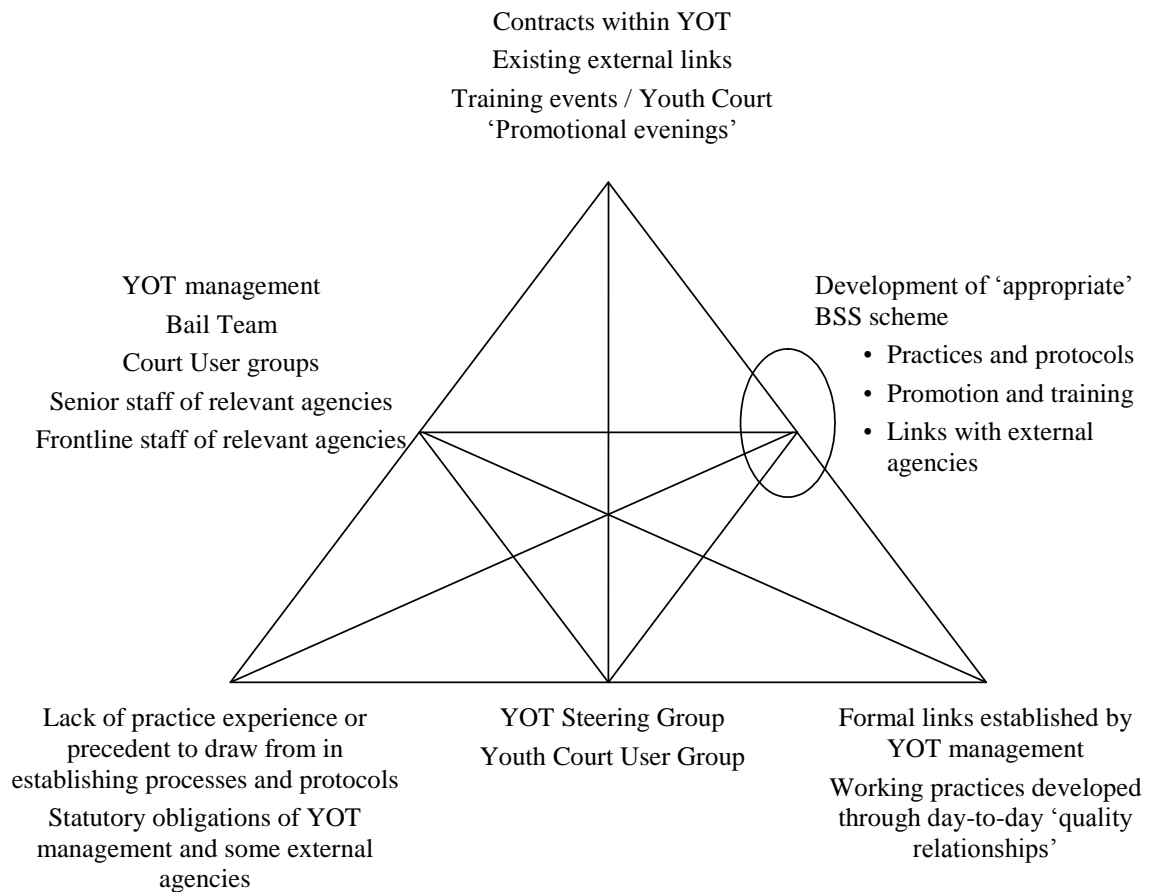 Contracts within YOT
Existing external links
Training events / Youth Court
‘Promotional evenings’
YOT management
Bail Team
Court User groups
Senior staff of relevant agencies
Frontline staff of relevant agencies
Development of ‘appropriate’
BSS scheme
• Practices and protocols
• Promotion and training
• Links with external
agencies
Lack of practice experience or
precedent to draw from in
establishing processes and protocols
Statutory obligations of YOT
management and some external
agencies
YOT Steering Group
Youth Court User Group
Formal links established by
YOT management
Working practices developed
through day-to-day ‘quality
relationships’